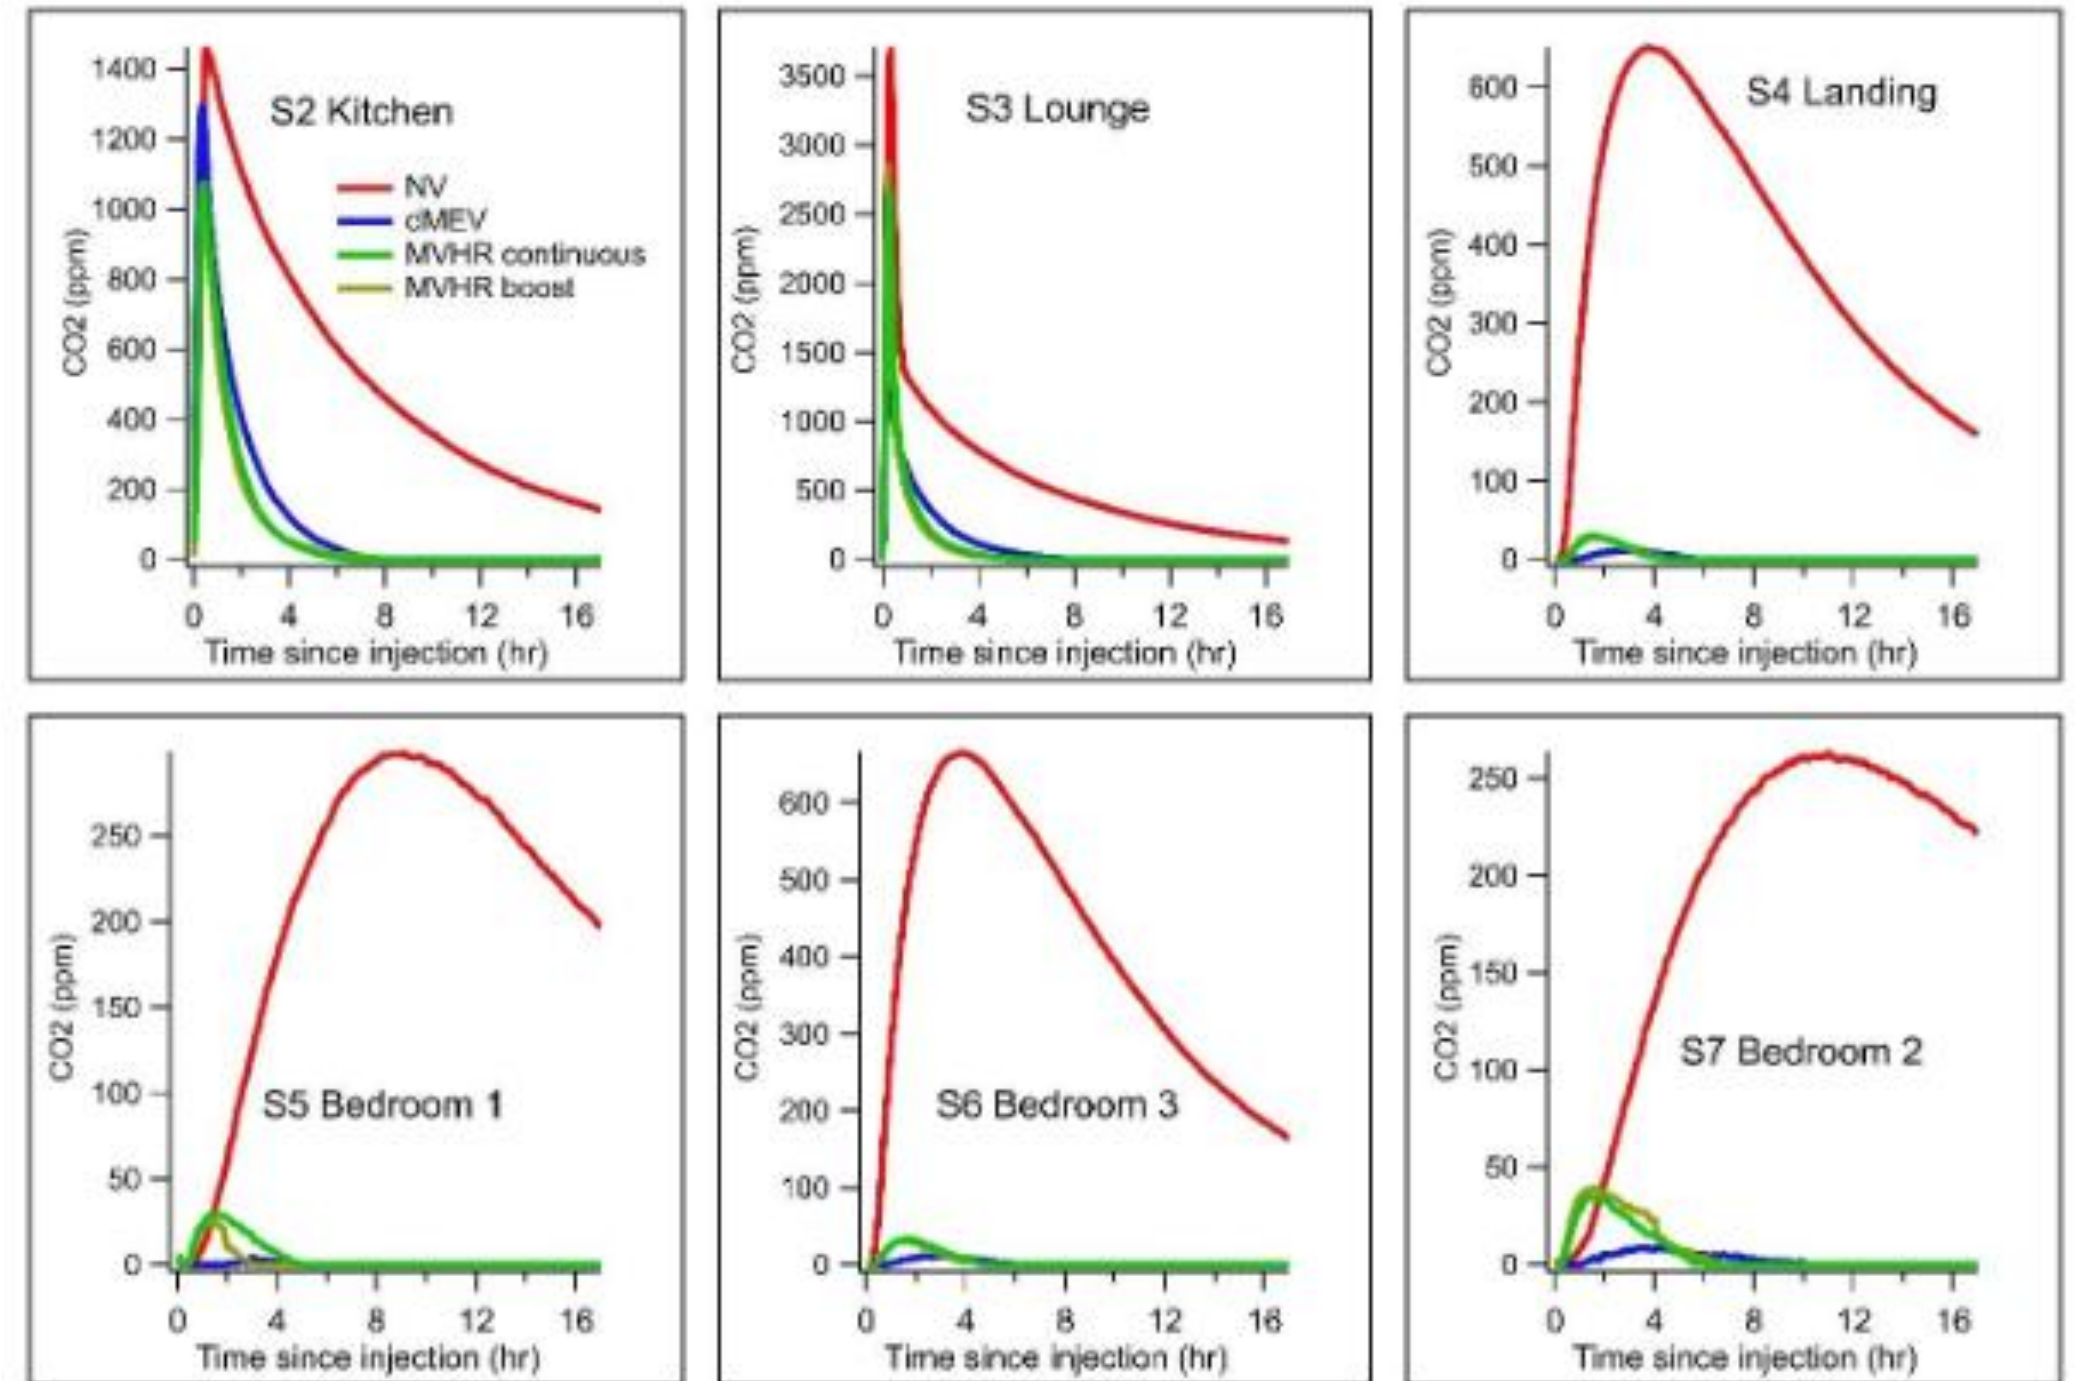 1400
1200
1000
800
600
400
200
0
CO2 (ppm)
S2 Kitchen
NV
dMEV
MVHR continuous
MVHR boost
0 4 8 12 16
Time since injection (hr)
3500
3000
2500
2000
1500
1000
500
0
CO2 (ppm)
S3 Lounge
0 4 8 12 16
Time since injection (hr)
600
500
400
300
200
100
0
CO2 (ppm)
S4 Landing
0 4 8 12 16
Time since injection (hr)
250
200
150
100
50
0
CO2 (ppm)
S5 Bedroom 1
0 4 8 12 16
Time since injection (hr)
600
500
400
300
200
100
0
CO2 (ppm)
S6 Bedroom 3
0 4 8 12 16
Time since injection (hr)
250
200
150
100
50
0
CO2 (ppm)
S7 Bedroom 2
0 4 8 12 16
Time since injection (hr)